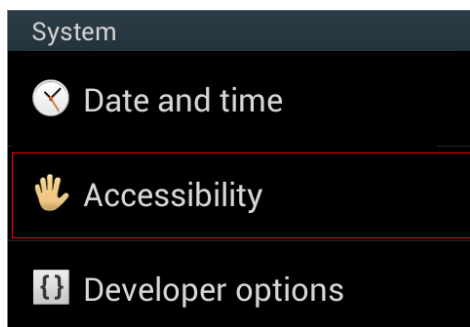 System
Date and time
Accessibility
Developer options